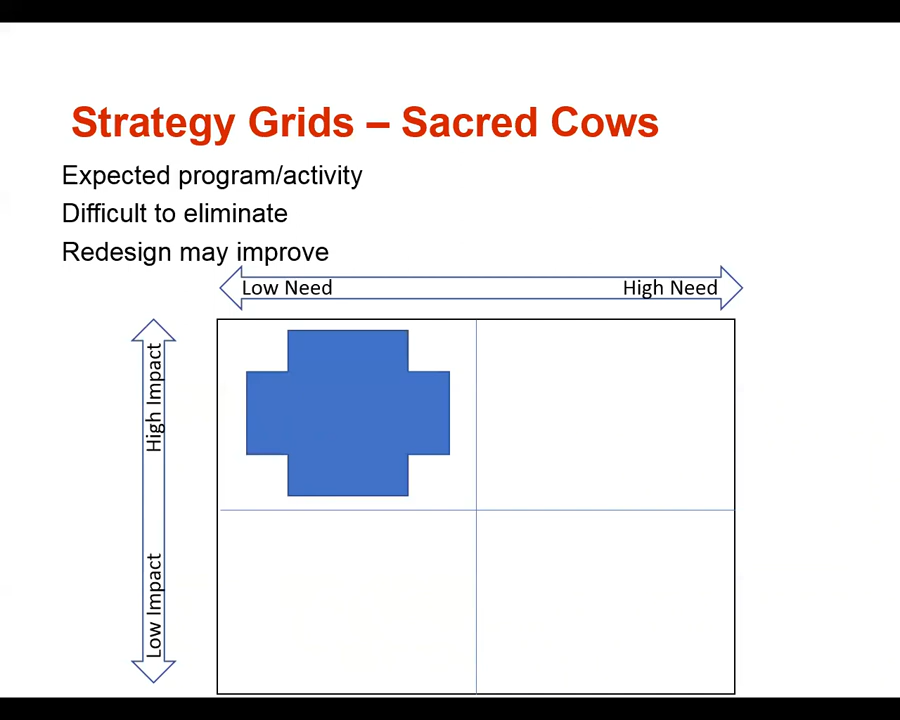 Strategy Grids – Sacred Cows
Expected program/activity
Difficult to eliminate
Redesign may improve
Low Need
High Need
High Impact
Low Impact